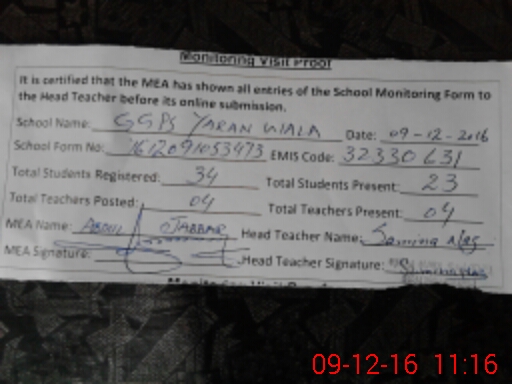 Monitoring Visit Proof
It is certified that the MEA has shown all entries of the School Monitoring Form to
the Head Teacher before its online submission.
School Name: GGPS YARAN WALA Date: 09-12-2016
School Form No: 1612091053473 EMIS Code: 32330631
Total Students Registered: 34 Total Students Present: 23
Total Teachers Posted: 04 Total Teachers Present: 04
MEA Name: ABDUL JABBAR Head Teacher Name: Samina
MEA Signature: Head Teacher Signature: Samina
09-12-16 11:16